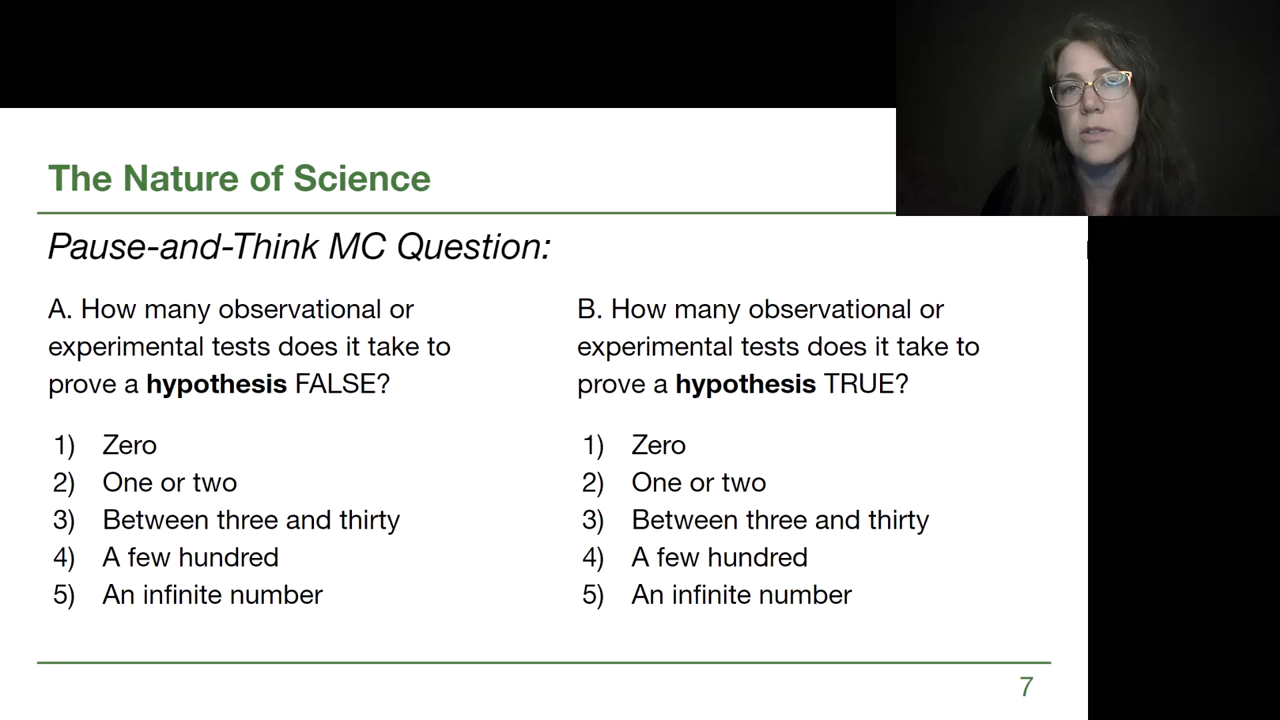 The Nature of Science
Pause-and-Think MC Question:
A. How many observational or
experimental tests does it take to
prove a hypothesis FALSE?
1) Zero
2) One or two
3) Between three and thirty
4) A few hundred
5) An infinite number
B. How many observational or
experimental tests does it take to
prove a hypothesis TRUE?
1) Zero
2) One or two
3) Between three and thirty
4) A few hundred
5) An infinite number
7